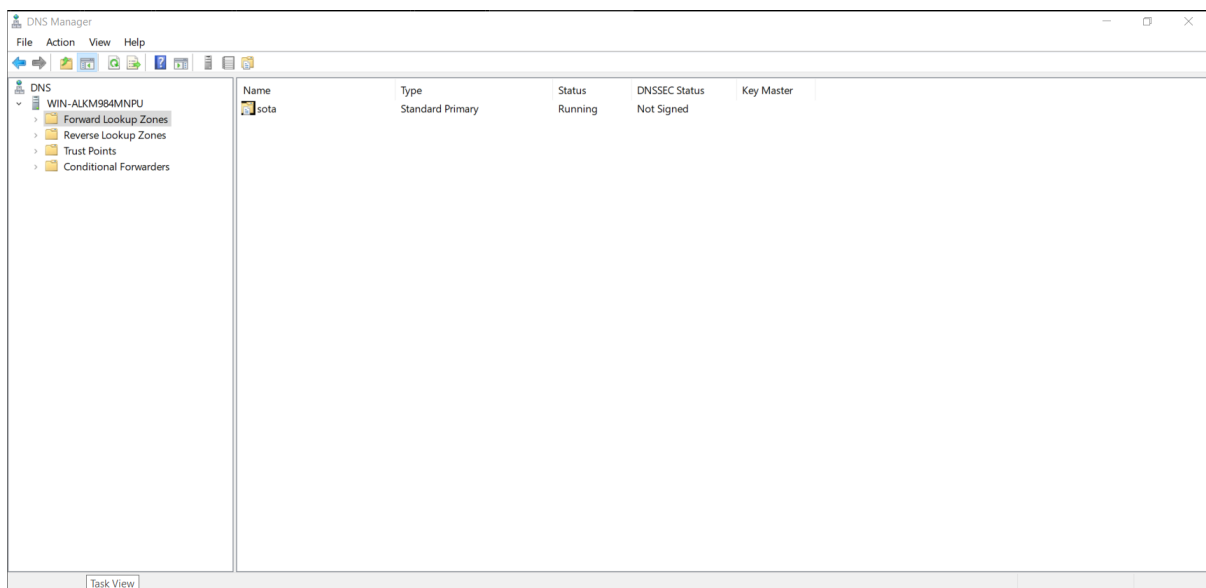 DNS Manager
File Action View Help
DNS
WIN-ALKM984MNPU
Forward Lookup Zones
Reverse Lookup Zones
Trust Points
Conditional Forwarders
Name Type Status DNSSEC Status Key Master
sota Standard Primary Running Not Signed
Task View